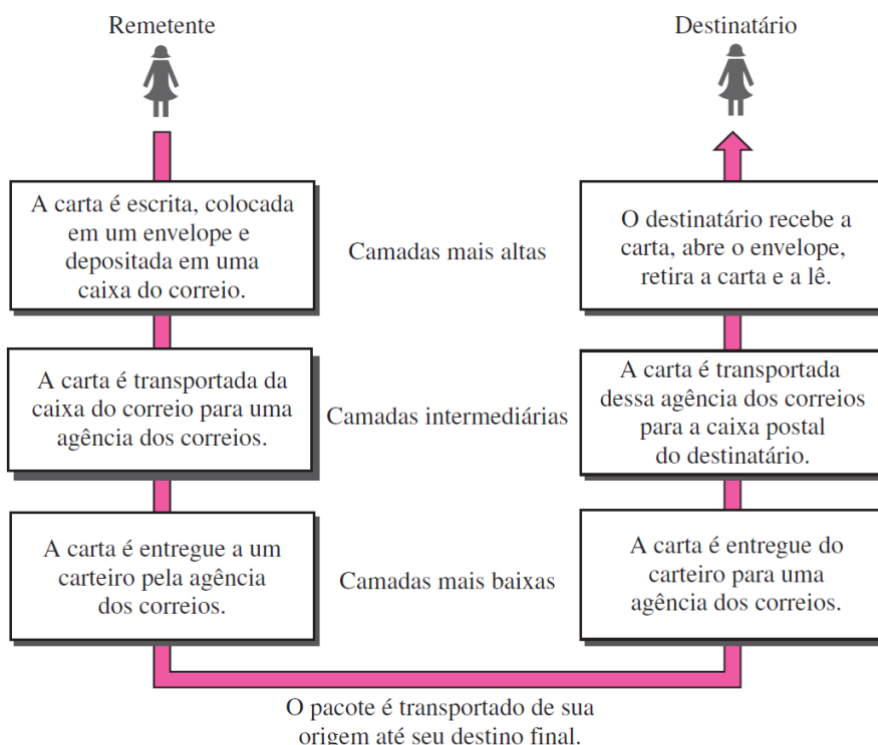 Remetente
Destinatário
A carta é escrita, colocada
em um envelope e
depositada em uma
caixa do correio.
Camadas mais altas
O destinatário recebe a
carta, abre o envelope,
retira a carta e a lê.
A carta é transportada da
caixa do correio para uma
agência dos correios.
Camadas intermediárias
A carta é transportada
dessa agência dos correios
para a caixa postal
do destinatário.
A carta é entregue a um
carteiro pela agência
dos correios.
Camadas mais baixas
A carta é entregue do
carteiro para uma
agência dos correios.
O pacote é transportado de sua
origem até seu destino final.